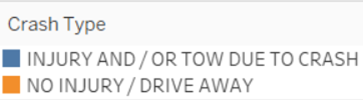 Crash Type
INJURY AND / OR TOW DUE TO CRASH
NO INJURY / DRIVE AWAY